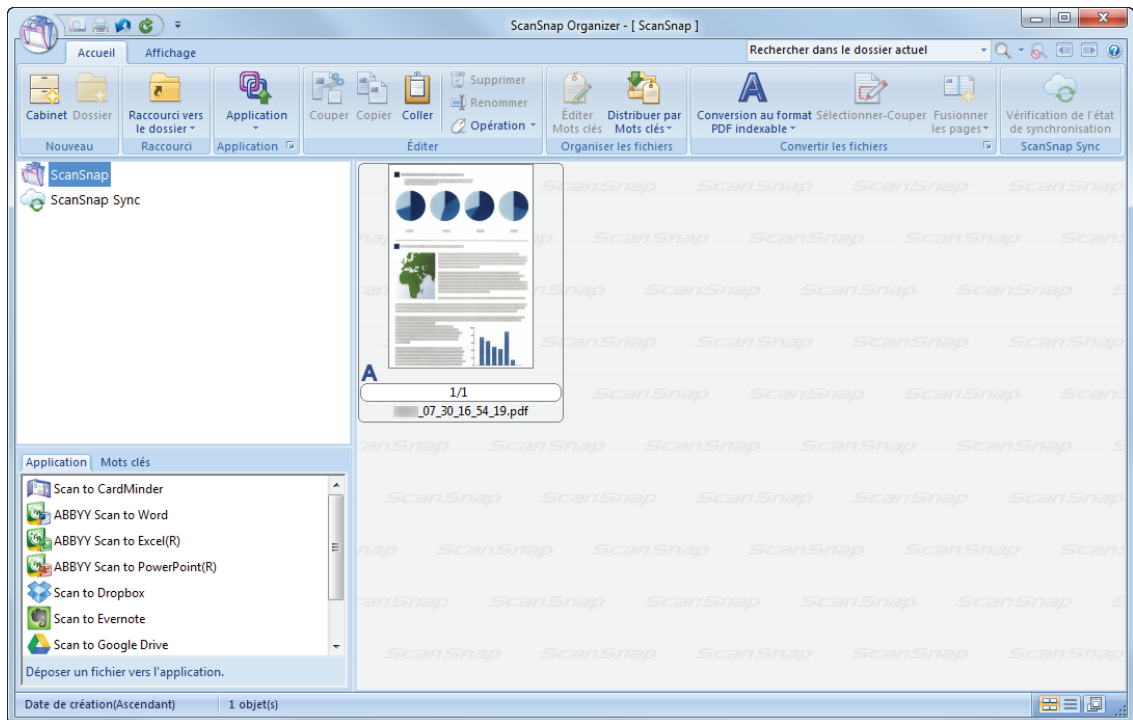 ScanSnap Organizer - [ ScanSnap ]
Accueil Affichage
Rechercher dans le dossier actuel
Cabinet Dossier
Raccourci vers
le dossier
Application
Couper Copier Coller
Supprimer
Renommer
Opération
Éditer
Mots clés
Distribuer par
Mots clés
Conversion au format
PDF indexable
Sélectionner-Couper
Fusionner
les pages
Vérification de l'état
de synchronisation
Nouveau Raccourci Application Éditer Organiser les fichiers Convertir les fichiers ScanSnap Sync
ScanSnap
ScanSnap Sync
A
1/1
_07_30_16_54_19.pdf
Application Mots clés
Scan to CardMinder
ABBYY Scan to Word
ABBYY Scan to Excel(R)
ABBYY Scan to PowerPoint(R)
Scan to Dropbox
Scan to Evernote
Scan to Google Drive
Déposer un fichier vers l'application.
Date de création(Ascendant) 1 objet(s)